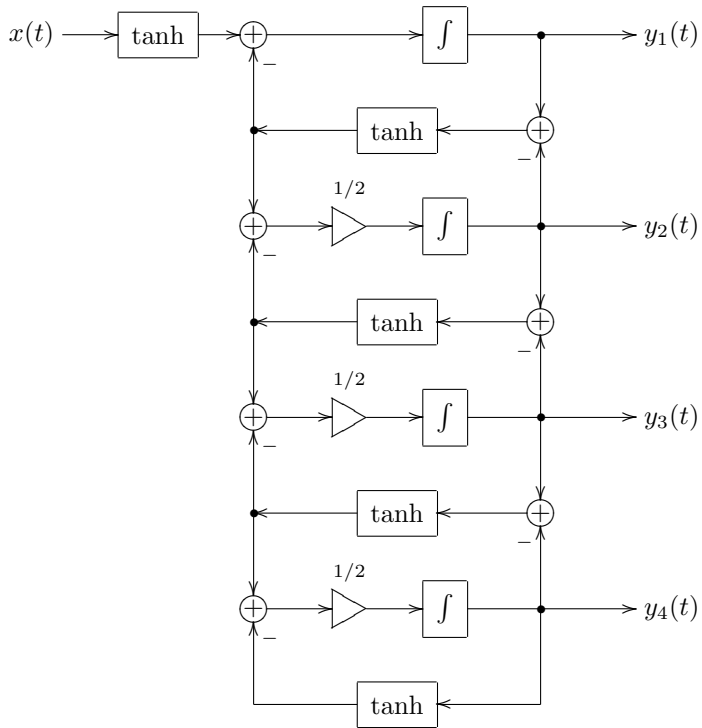 x(t) tanh + ∫ y₁(t)
−
tanh +
−
1/2
+ ∫ y₂(t)
−
tanh +
−
1/2
+ ∫ y₃(t)
−
tanh +
−
1/2
+ ∫ y₄(t)
−
tanh